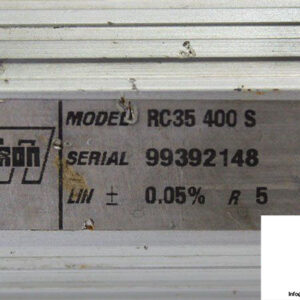 MODEL RC35 400 S
SERIAL 99392148
LIN ± 0.05% R 5